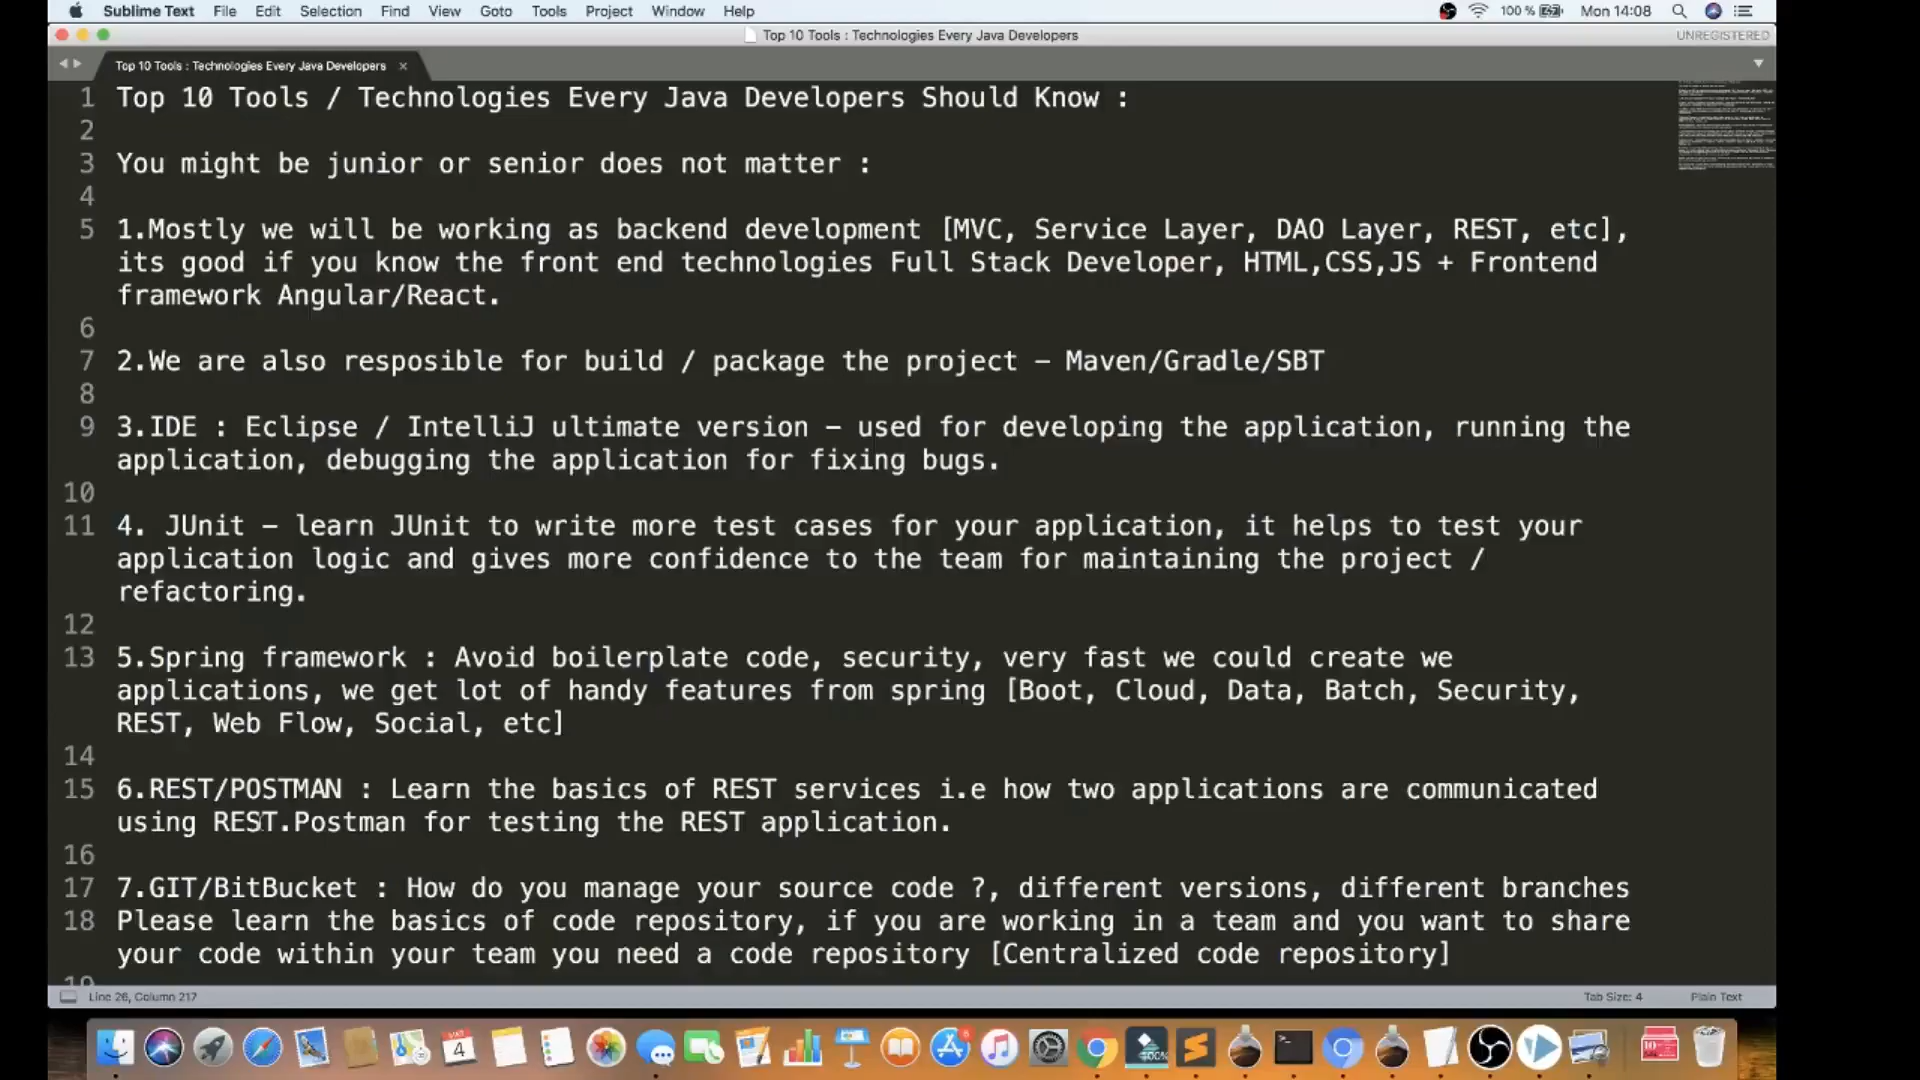 Sublime Text File Edit Selection Find View Goto Tools Project Window Help 100 % Mon 14:08
Top 10 Tools : Technologies Every Java Developers UNREGISTERED
Top 10 Tools : Technologies Every Java Developers ×
1 Top 10 Tools / Technologies Every Java Developers Should Know :
2
3 You might be junior or senior does not matter :
4
5 1.Mostly we will be working as backend development [MVC, Service Layer, DAO Layer, REST, etc],
its good if you know the front end technologies Full Stack Developer, HTML,CSS,JS + Frontend
framework Angular/React.
6
7 2.We are also resposible for build / package the project – Maven/Gradle/SBT
8
9 3.IDE : Eclipse / IntelliJ ultimate version – used for developing the application, running the
application, debugging the application for fixing bugs.
10
11 4. JUnit – learn JUnit to write more test cases for your application, it helps to test your
application logic and gives more confidence to the team for maintaining the project /
refactoring.
12
13 5.Spring framework : Avoid boilerplate code, security, very fast we could create we
applications, we get lot of handy features from spring [Boot, Cloud, Data, Batch, Security,
REST, Web Flow, Social, etc]
14
15 6.REST/POSTMAN : Learn the basics of REST services i.e how two applications are communicated
using REST.Postman for testing the REST application.
16
17 7.GIT/BitBucket : How do you manage your source code ?, different versions, different branches
18 Please learn the basics of code repository, if you are working in a team and you want to share
your code within your team you need a code repository [Centralized code repository]
19
Line 26, Column 217 Tab Size: 4 Plain Text
4 100%